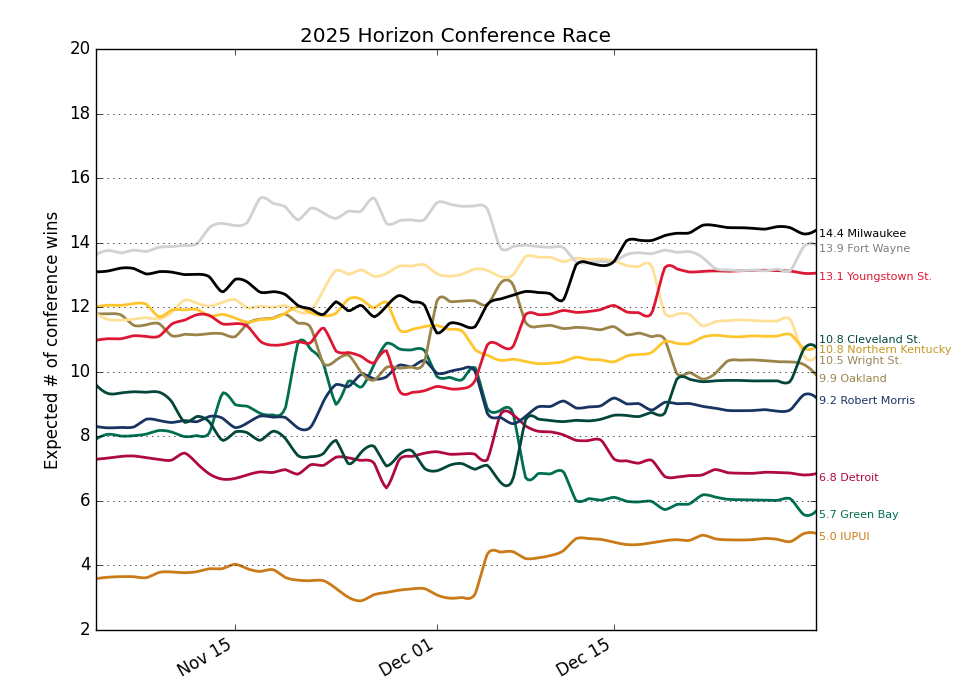 2025 Horizon Conference Race
Expected # of conference wins
20
18
16
14
12
10
8
6
4
2
Nov 15
Dec 01
Dec 15
14.4 Milwaukee
13.9 Fort Wayne
13.1 Youngstown St.
10.8 Cleveland St.
10.8 Northern Kentucky
10.5 Wright St.
9.9 Oakland
9.2 Robert Morris
6.8 Detroit
5.7 Green Bay
5.0 IUPUI